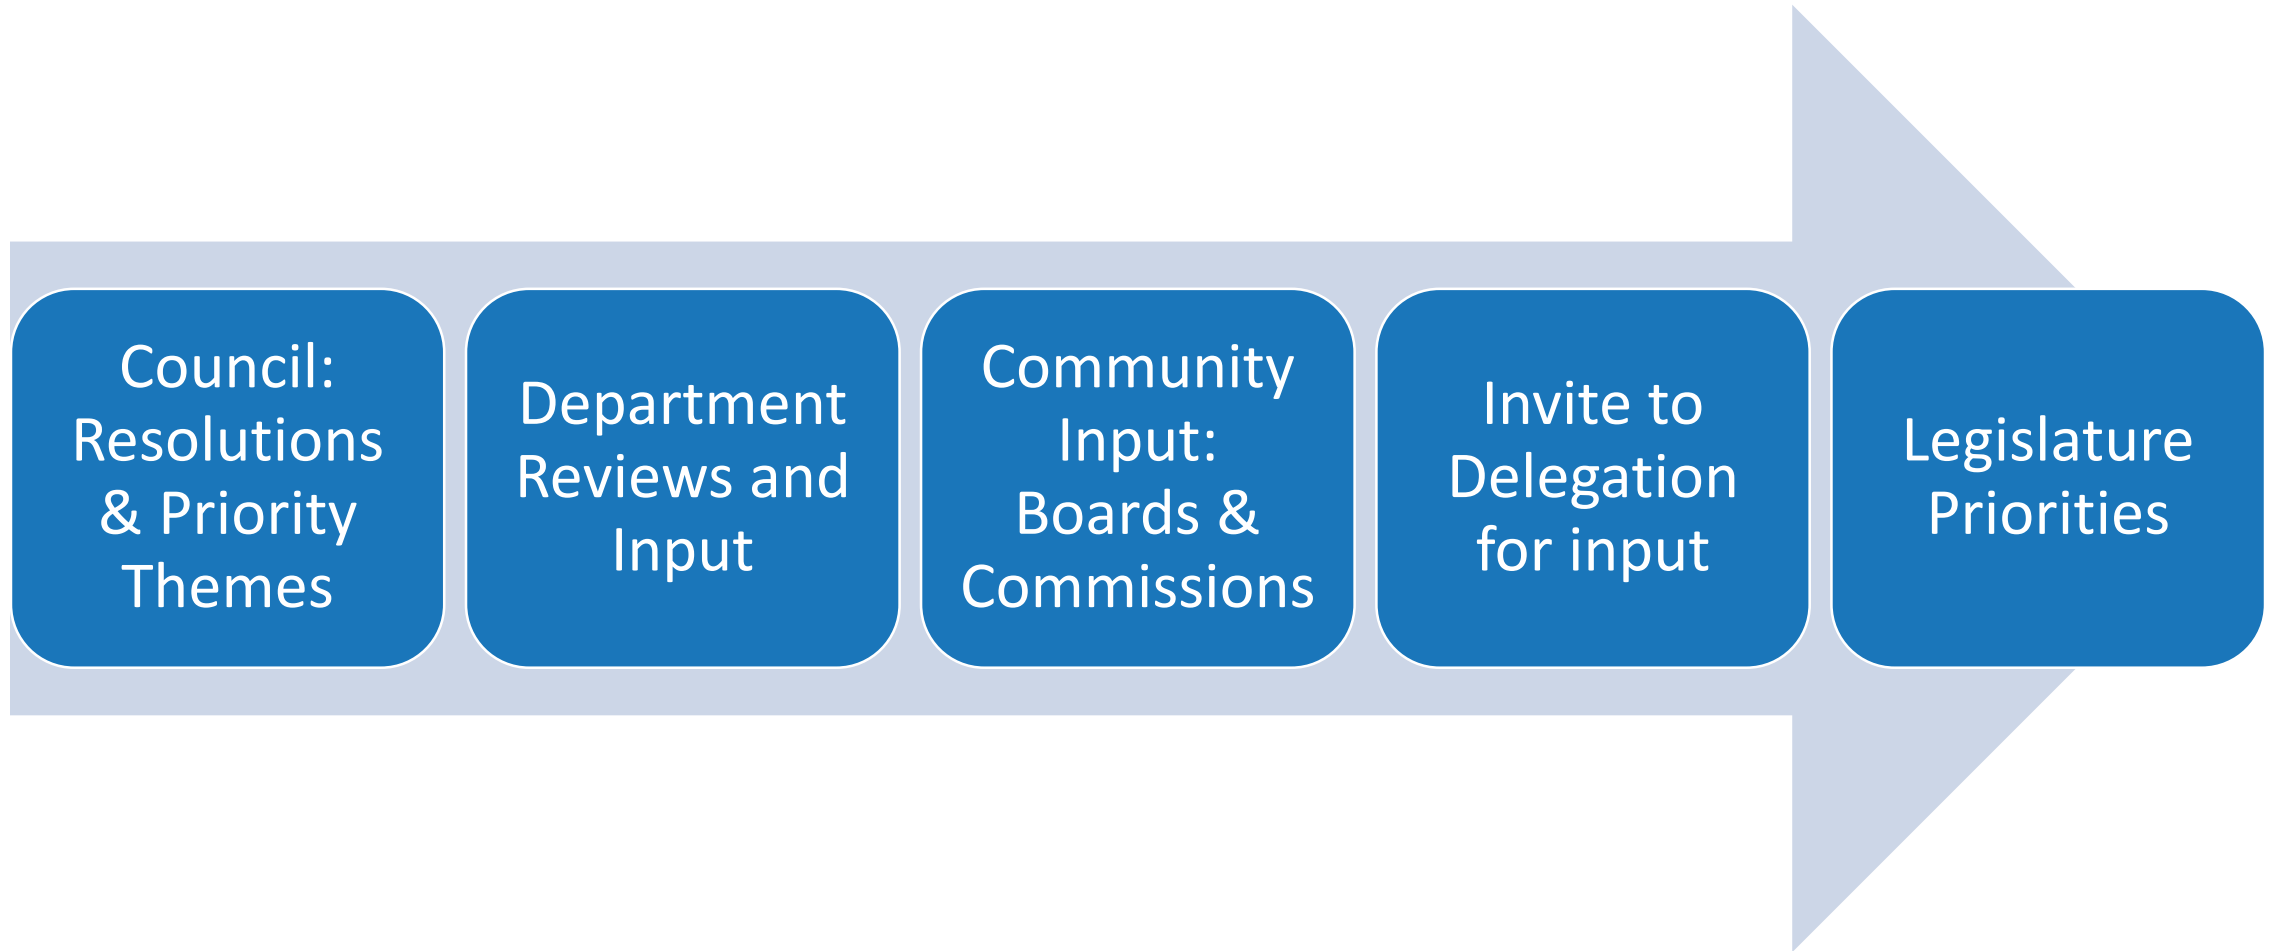 Council:
Resolutions
& Priority
Themes
Department
Reviews and
Input
Community
Input:
Boards &
Commissions
Invite to
Delegation
for input
Legislature
Priorities